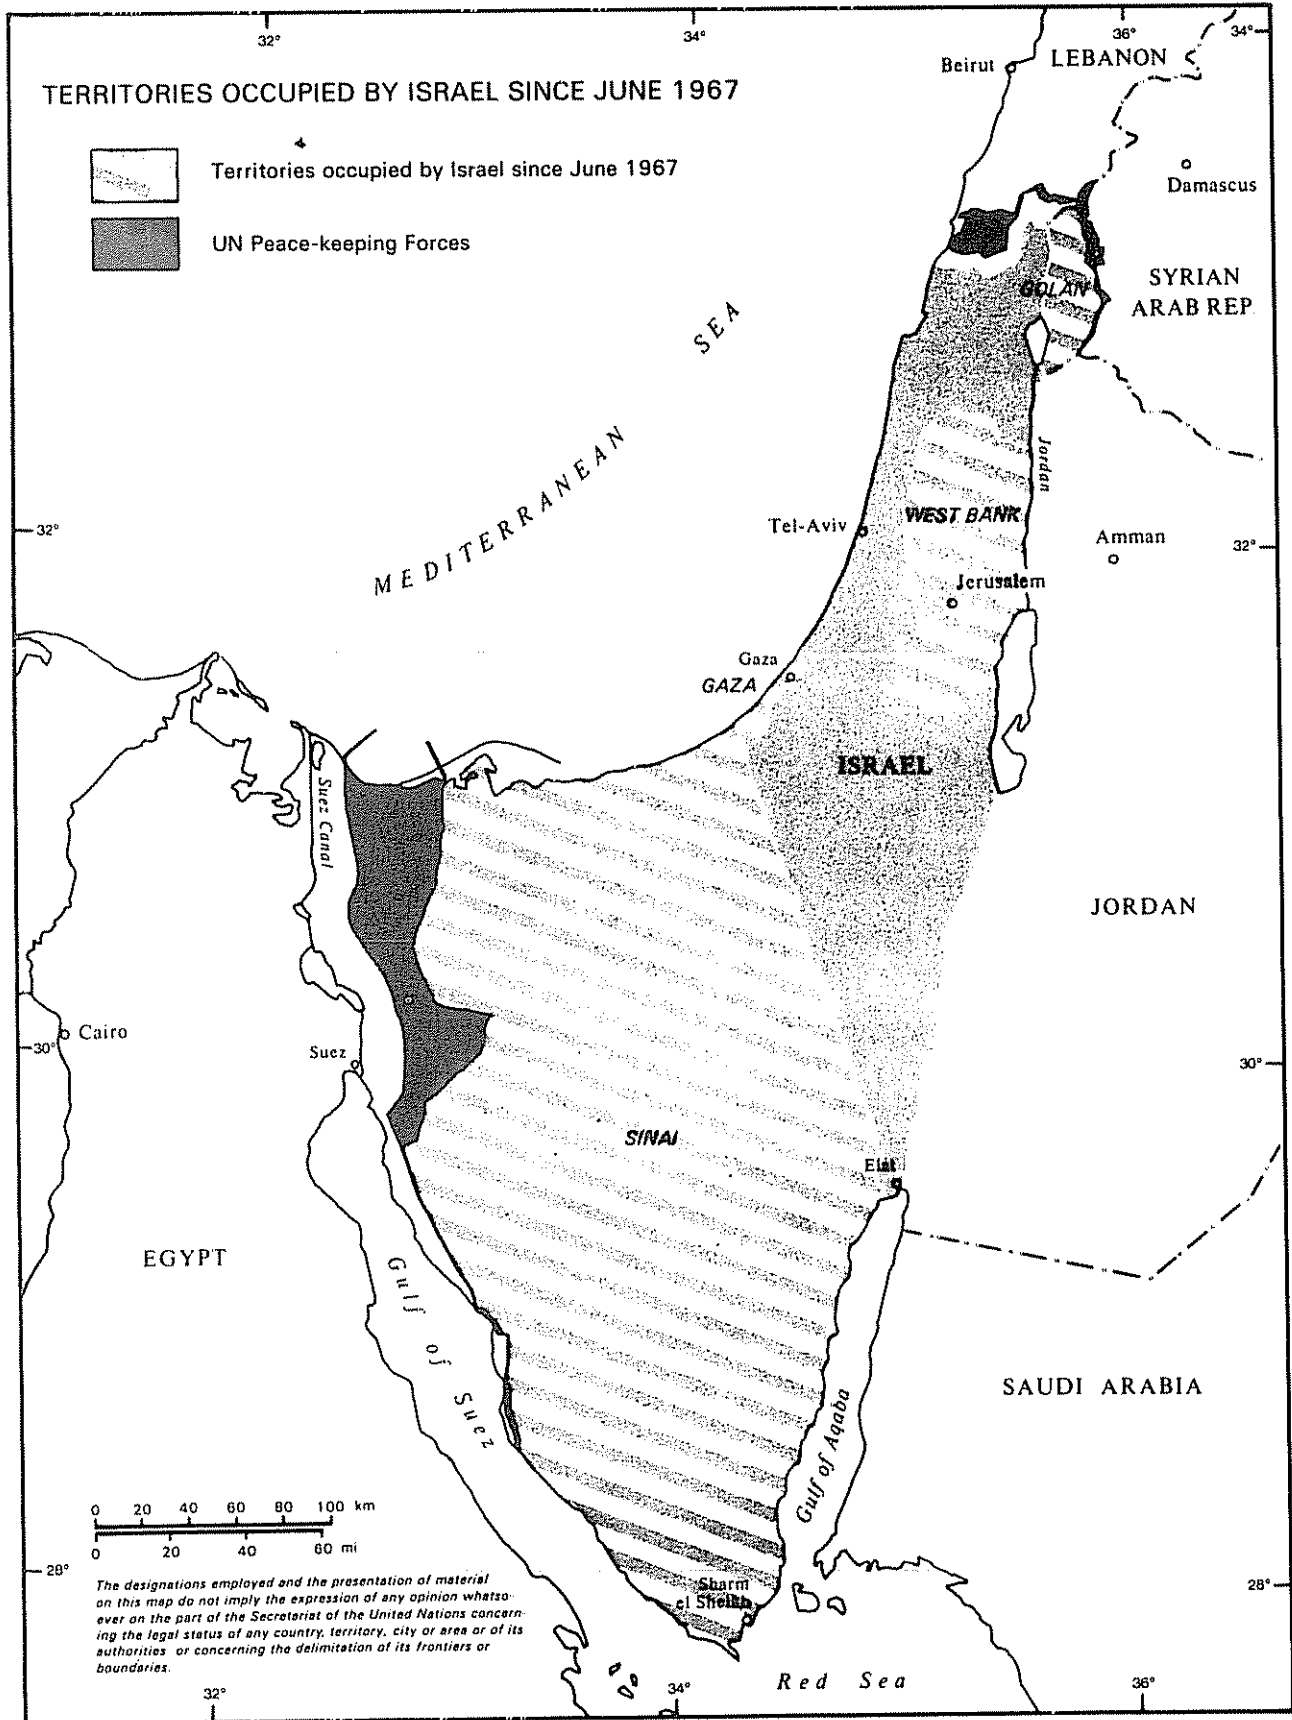 32°
34°
36°
34°
Beirut
LEBANON
TERRITORIES OCCUPIED BY ISRAEL SINCE JUNE 1967
Territories occupied by Israel since June 1967
Damascus
UN Peace-keeping Forces
SYRIAN
ARAB REP.
GOLAN
MEDITERRANEAN SEA
Jordan
32°
Tel-Aviv
WEST BANK
Amman
32°
Jerusalem
Gaza
GAZA
ISRAEL
Suez Canal
JORDAN
Cairo
30°
Suez
30°
SINAI
Elat
EGYPT
Gulf of Suez
SAUDI ARABIA
Gulf of Aqaba
0 20 40 60 80 100 km
0 20 40 60 mi
28°
28°
Sharm
el Sheikh
The designations employed and the presentation of material
on this map do not imply the expression of any opinion whatso-
ever on the part of the Secretariat of the United Nations concern-
ing the legal status of any country, territory, city or area or of its
authorities or concerning the delimitation of its frontiers or
boundaries.
Red Sea
32°
34°
36°